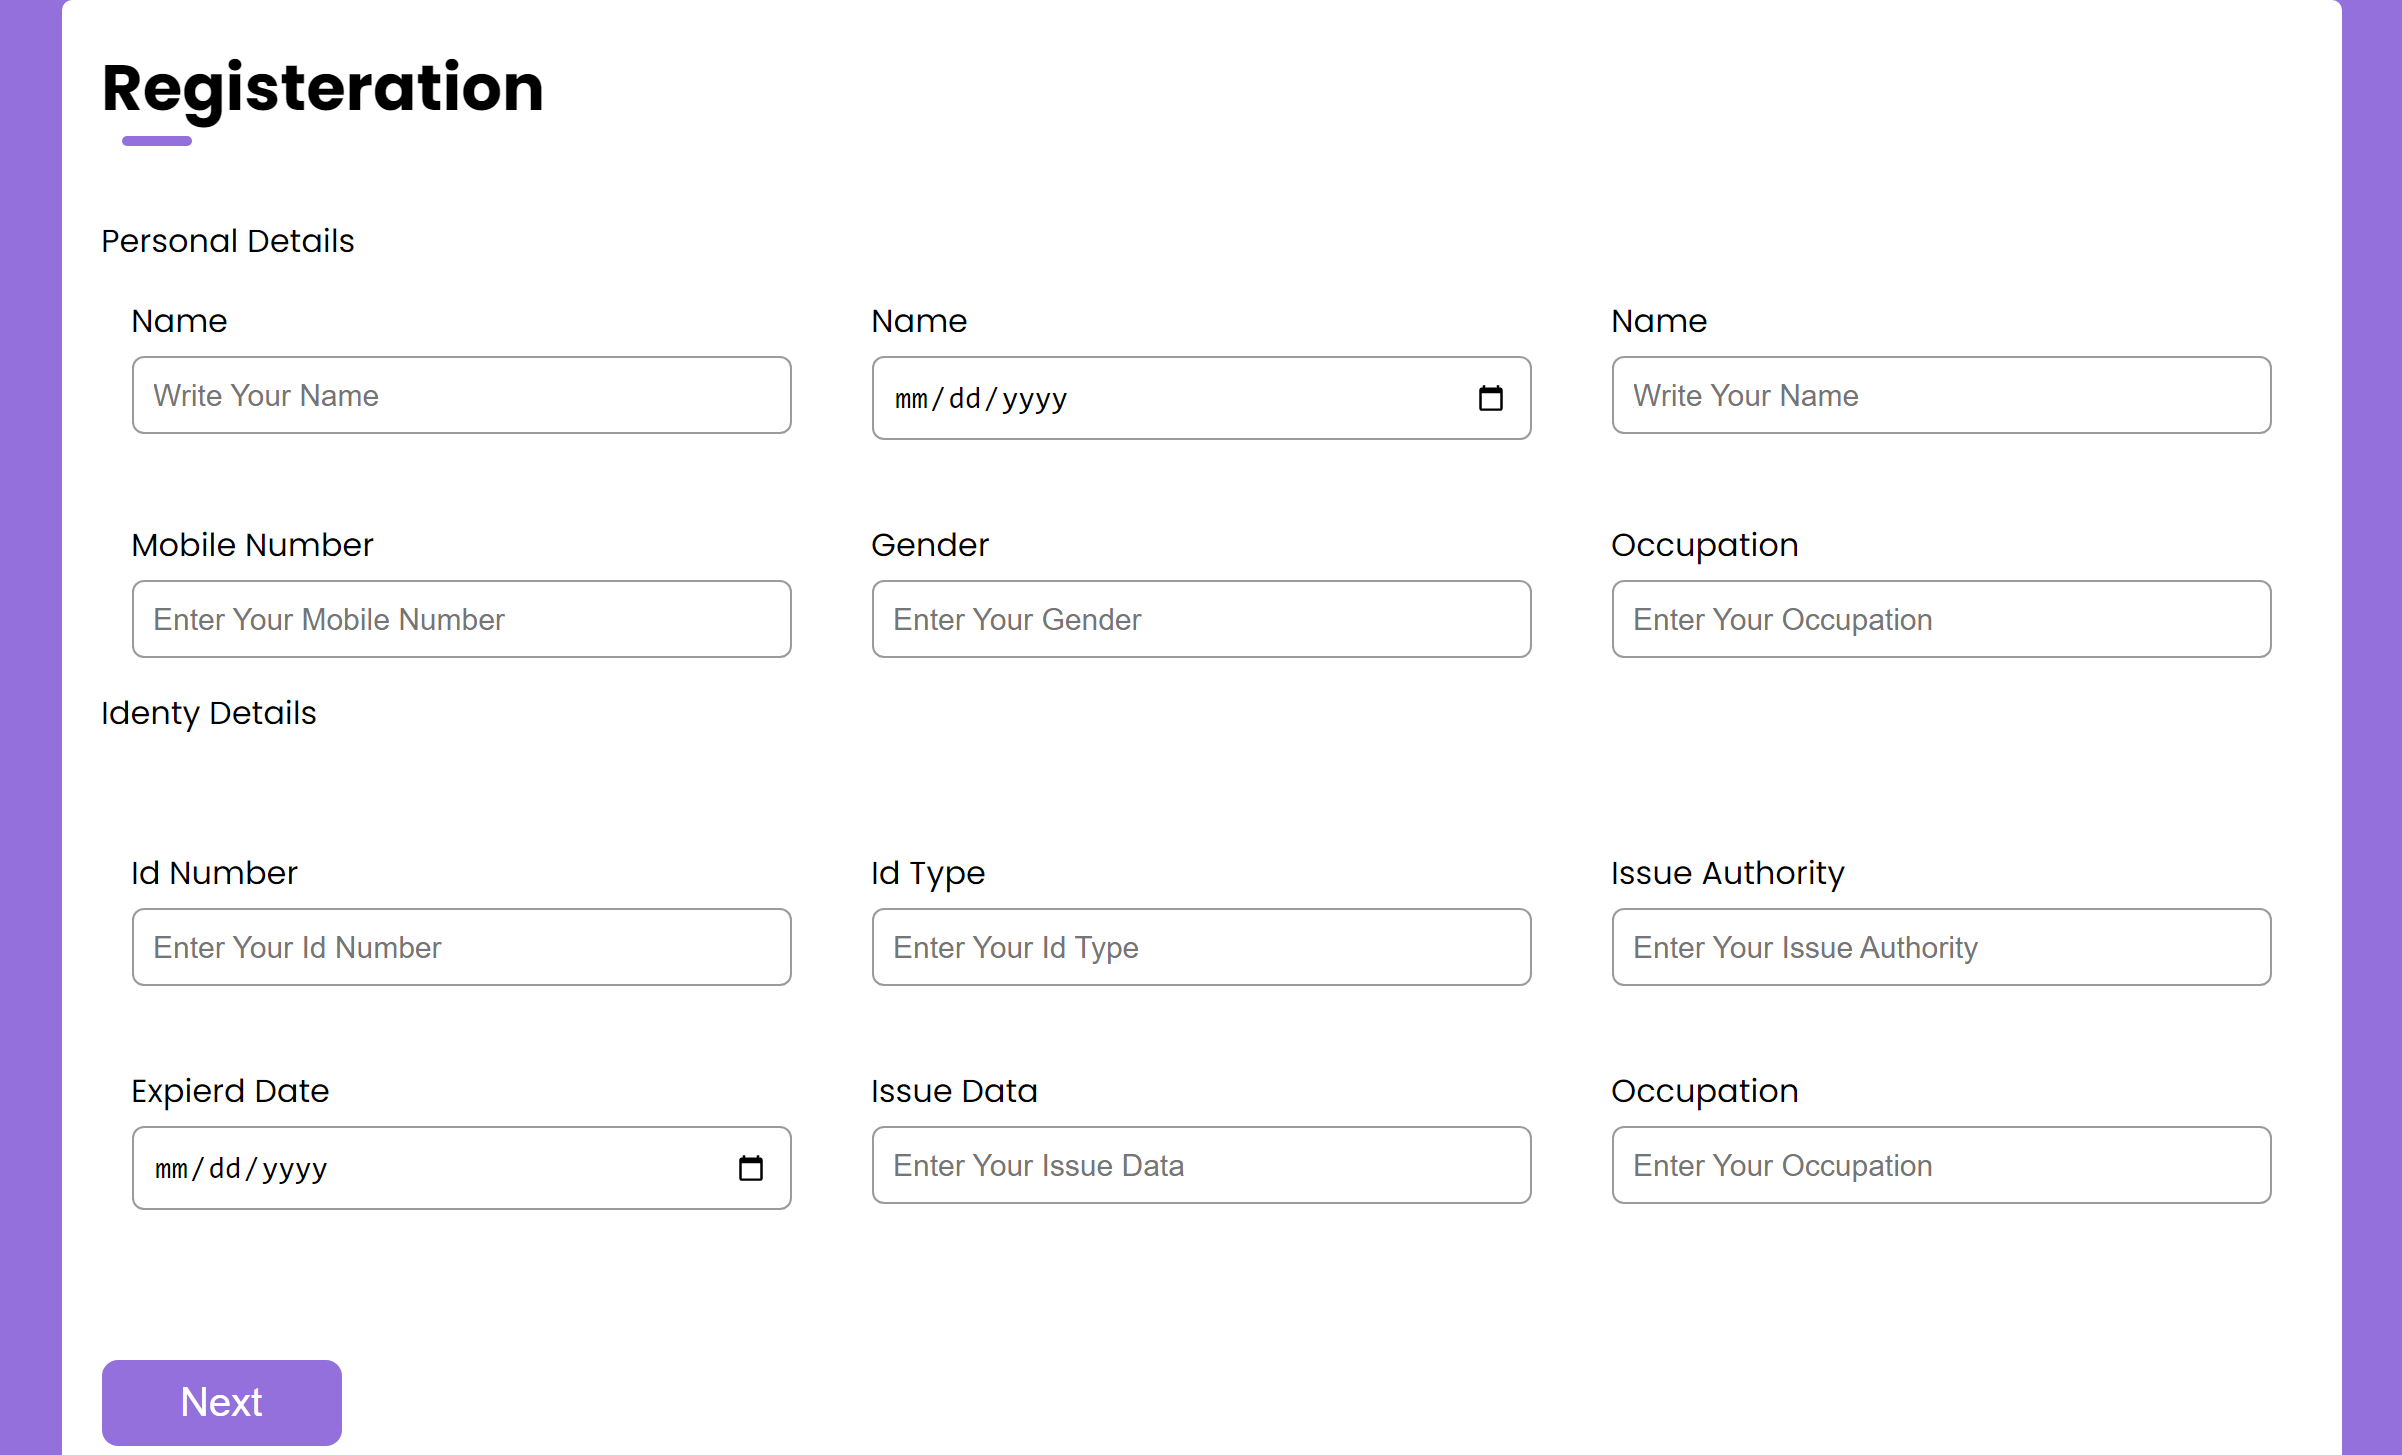 Registeration
Personal Details
Name Name Name
Write Your Name mm/dd/yyyy Write Your Name
Mobile Number Gender Occupation
Enter Your Mobile Number Enter Your Gender Enter Your Occupation
Identy Details
Id Number Id Type Issue Authority
Enter Your Id Number Enter Your Id Type Enter Your Issue Authority
Expierd Date Issue Data Occupation
mm/dd/yyyy Enter Your Issue Data Enter Your Occupation
Next